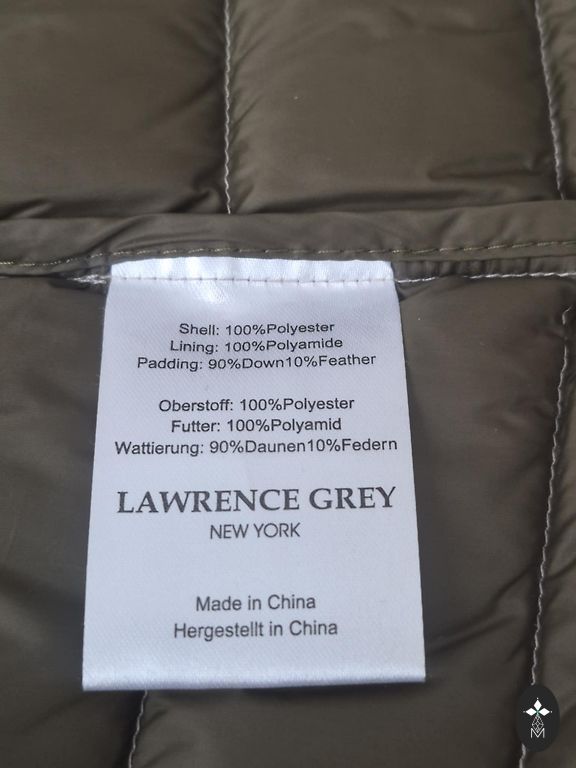 Shell: 100%Polyester
Lining: 100%Polyamide
Padding: 90%Down10%Feather
Oberstoff: 100%Polyester
Futter: 100%Polyamid
Wattierung: 90%Daunen10%Federn
LAWRENCE GREY
NEW YORK
Made in China
Hergestellt in China
M